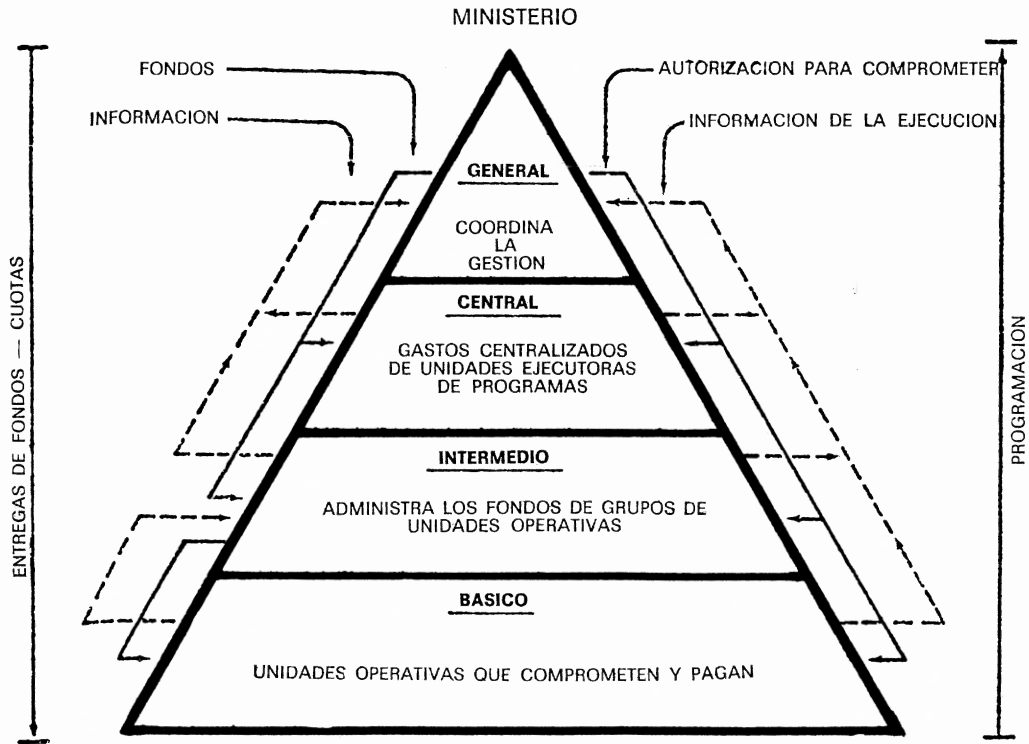 MINISTERIO
FONDOS
AUTORIZACION PARA COMPROMETER
INFORMACION
INFORMACION DE LA EJECUCION
GENERAL
COORDINA
LA
GESTION
CENTRAL
GASTOS CENTRALIZADOS
DE UNIDADES EJECUTORAS
DE PROGRAMAS
INTERMEDIO
ADMINISTRA LOS FONDOS DE GRUPOS DE
UNIDADES OPERATIVAS
BASICO
UNIDADES OPERATIVAS QUE COMPROMETEN Y PAGAN
ENTREGAS DE FONDOS — CUOTAS
PROGRAMACION